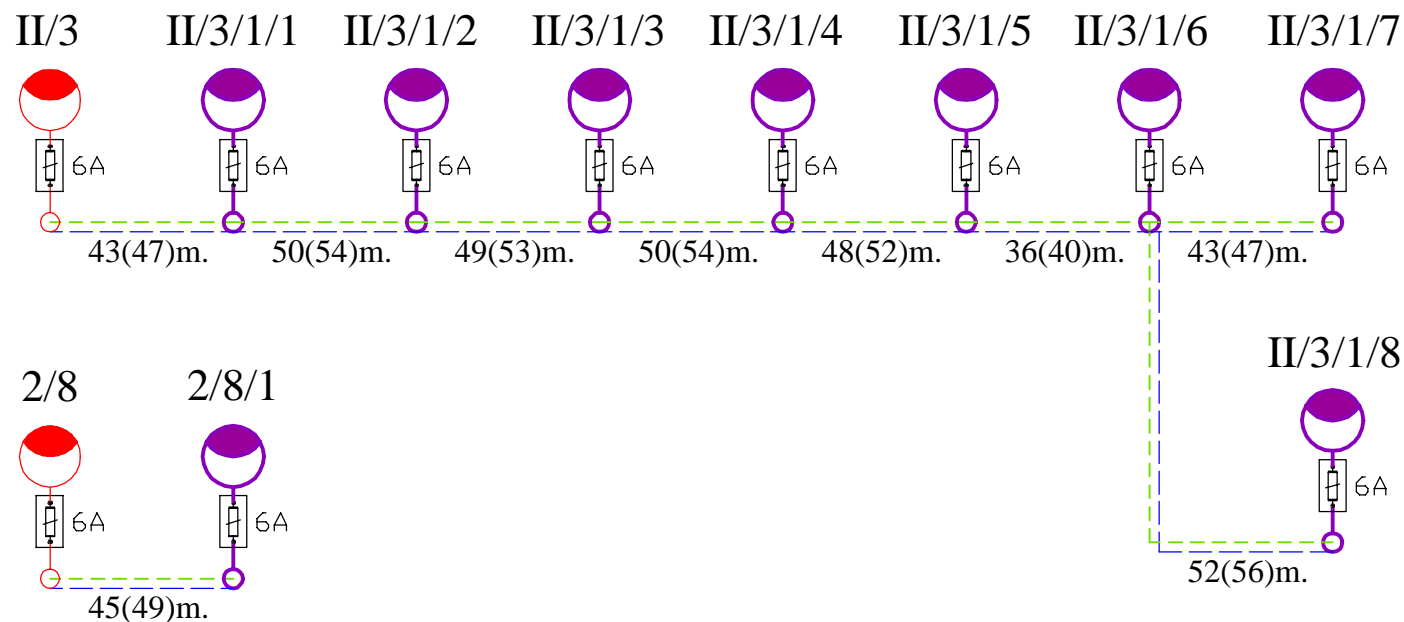 II/3 II/3/1/1 II/3/1/2 II/3/1/3 II/3/1/4 II/3/1/5 II/3/1/6 II/3/1/7
6A 6A 6A 6A 6A 6A 6A 6A
43(47)m. 50(54)m. 49(53)m. 50(54)m. 48(52)m. 36(40)m. 43(47)m.
II/3/1/8
2/8 2/8/1
6A
6A 6A
52(56)m.
45(49)m.